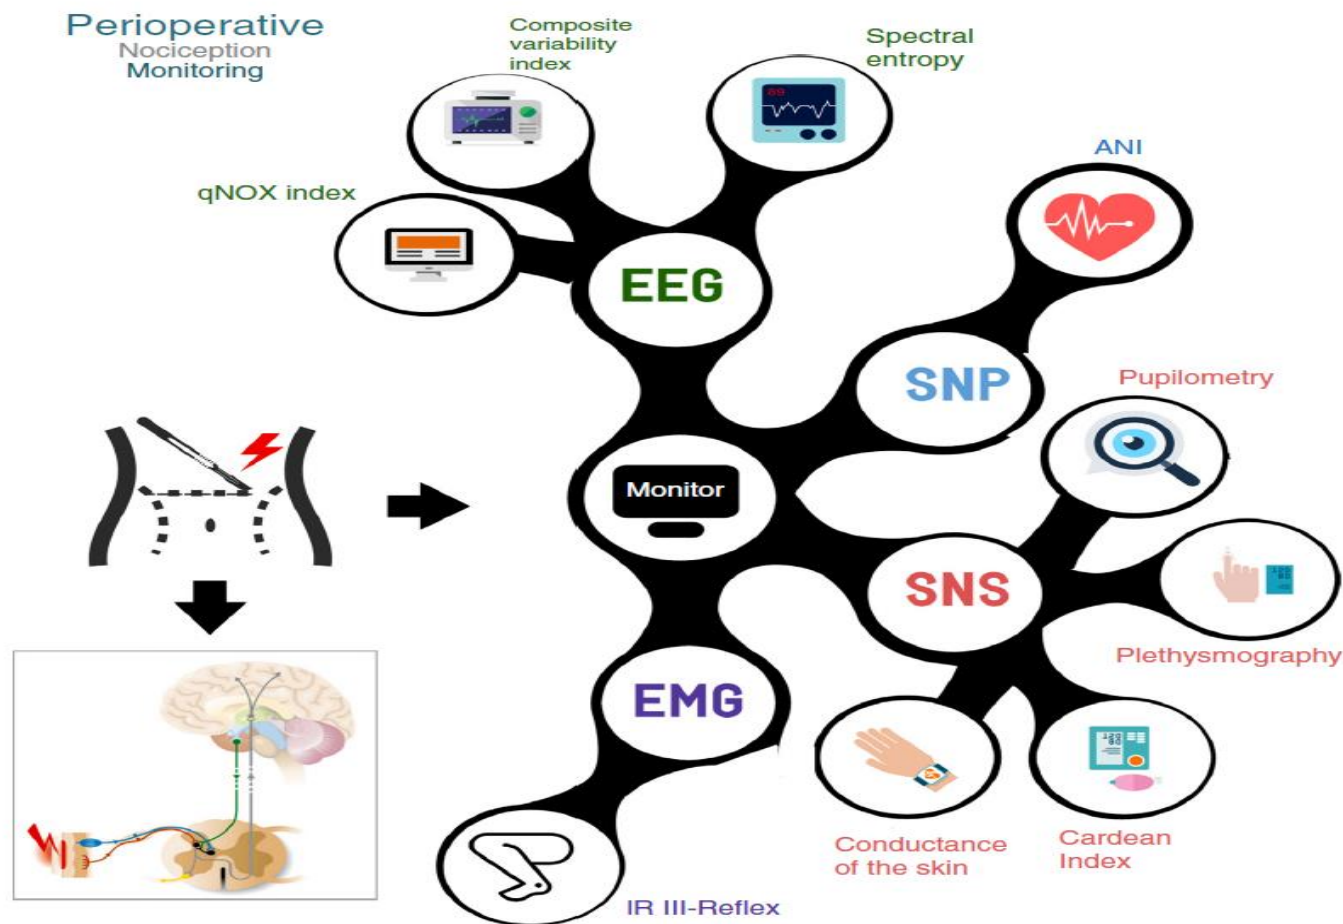 Perioperative
Nociception
Monitoring
Composite
variability
index
Spectral
entropy
89
ANI
qNOX index
EEG
SNP
Pupilometry
Monitor
SNS
Plethysmography
EMG
Conductance
of the skin
Cardean
Index
IR III-Reflex